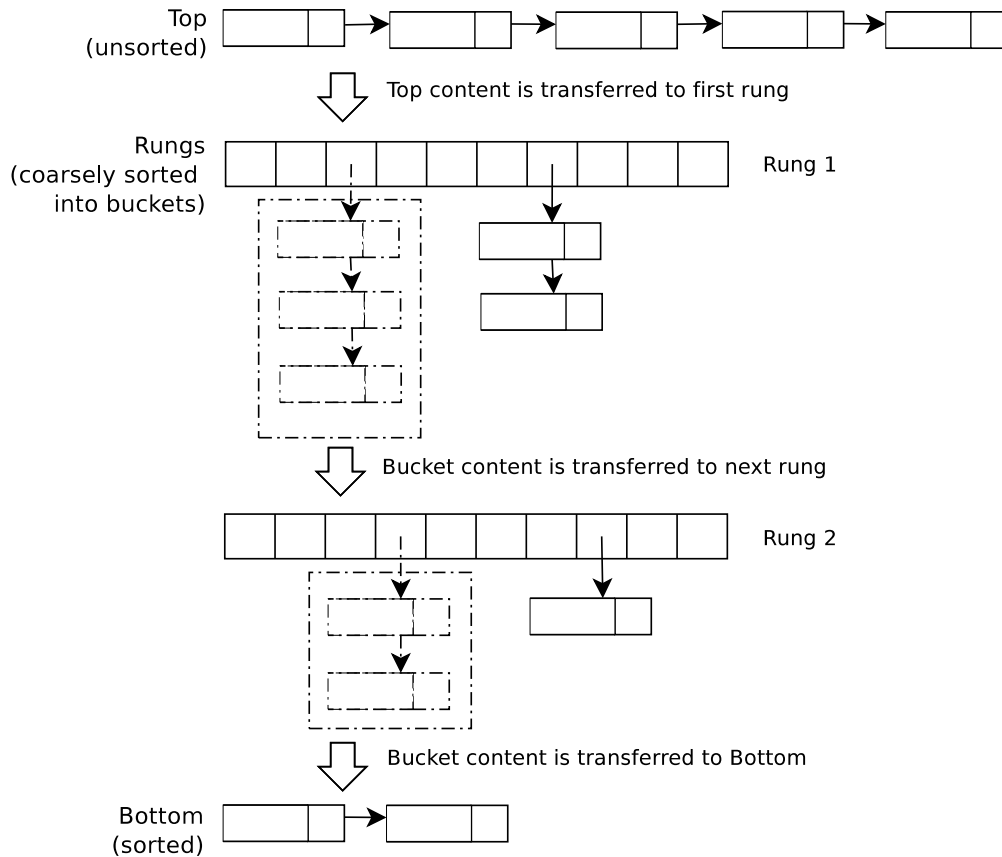 Top
(unsorted)
Top content is transferred to first rung
Rungs
(coarsely sorted
into buckets)
Rung 1
Bucket content is transferred to next rung
Rung 2
Bucket content is transferred to Bottom
Bottom
(sorted)